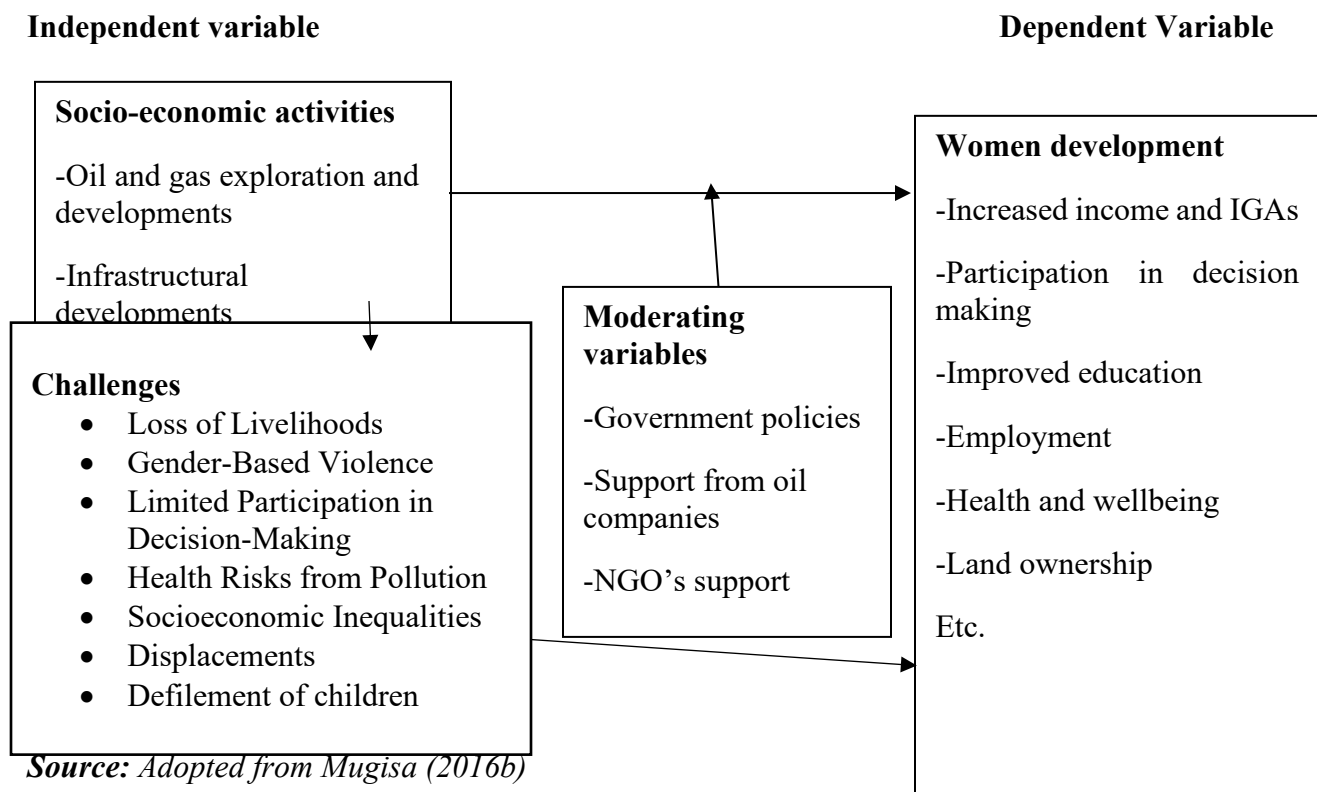 Independent variable
Dependent Variable
Socio-economic activities
-Oil and gas exploration and
developments
-Infrastructural
developments
Challenges
• Loss of Livelihoods
• Gender-Based Violence
• Limited Participation in
Decision-Making
• Health Risks from Pollution
• Socioeconomic Inequalities
• Displacements
• Defilement of children
Moderating
variables
-Government policies
-Support from oil
companies
-NGO’s support
Women development
-Increased income and IGAs
-Participation in decision
making
-Improved education
-Employment
-Health and wellbeing
-Land ownership
Etc.
Source: Adopted from Mugisa (2016b)